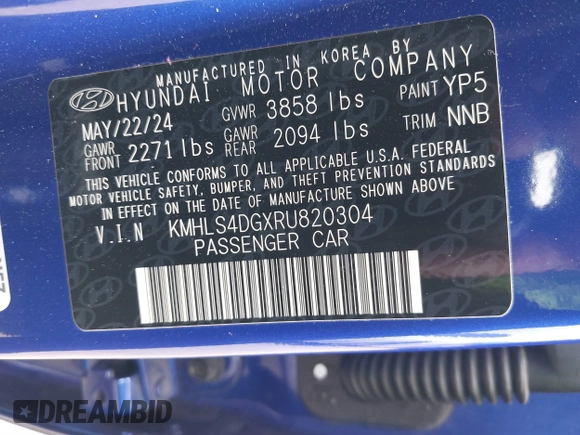 MANUFACTURED IN KOREA BY
HYUNDAI MOTOR COMPANY
MAY/22/24 GVWR 3858 lbs PAINT YP5
GAWR FRONT 2271 lbs GAWR REAR 2094 lbs TRIM NNB
THIS VEHICLE CONFORMS TO ALL APPLICABLE U.S.A. FEDERAL
MOTOR VEHICLE SAFETY, BUMPER, AND THEFT PREVENTION STANDARDS
IN EFFECT ON THE DATE OF MANUFACTURE SHOWN ABOVE
V.I.N KMHLS4DGXRU820304
PASSENGER CAR
DREAMBID